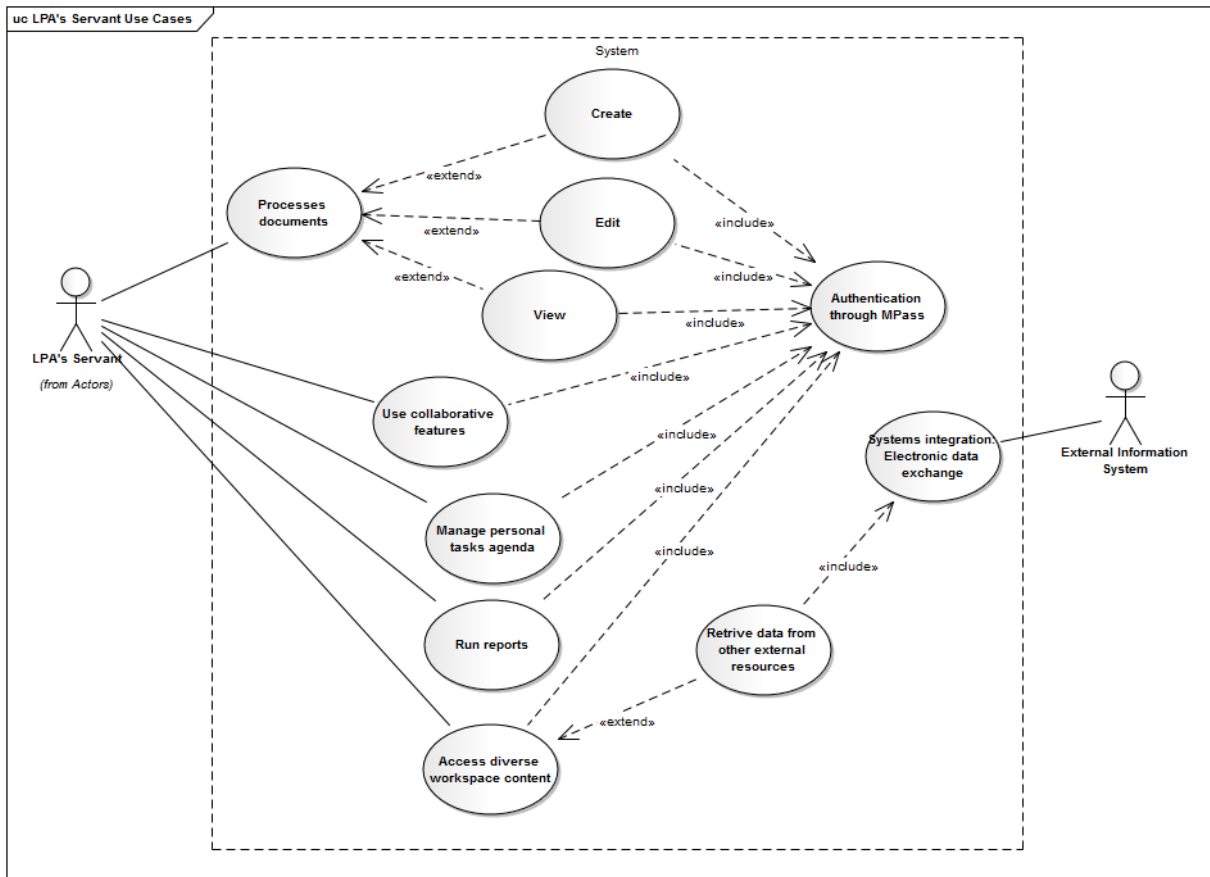 uc LPA's Servant Use Cases
System
Create
«extend»
Processes
documents
«include»
Edit
«extend»
«extend»
«include»
View
«include»
Authentication
through MPass
LPA's Servant
(from Actors)
«include»
Use collaborative
features
«include»
Systems integration:
Electronic data
exchange
External Information
System
«include»
Manage personal
tasks agenda
«include»
«include»
Run reports
Retrive data from
other external
resources
«extend»
Access diverse
workspace content